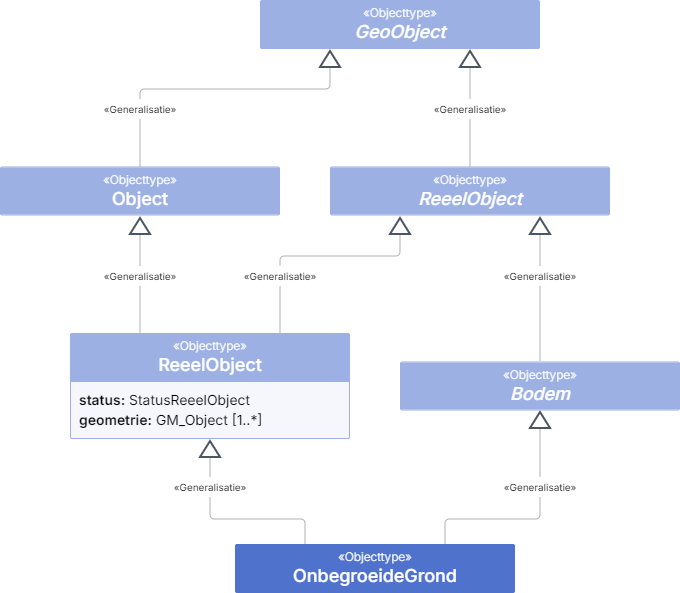 «Objecttype»
GeoObject
«Generalisatie»
«Generalisatie»
«Objecttype»
Object
«Objecttype»
ReeelObject
«Generalisatie»
«Generalisatie»
«Generalisatie»
«Objecttype»
ReeelObject
status: StatusReeelObject
geometrie: GM_Object [1..*]
«Objecttype»
Bodem
«Generalisatie»
«Generalisatie»
«Objecttype»
OnbegroeideGrond